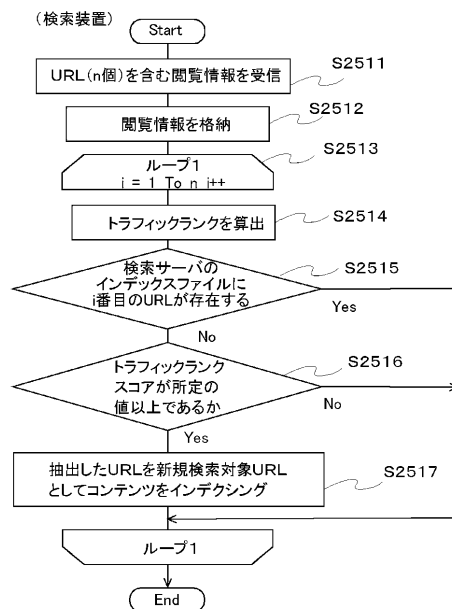 （検索装置）
Start
URL（n個）を含む閲覧情報を受信
S2511
閲覧情報を格納
S2512
ループ1
i = 1 To n i++
S2513
トラフィックランクを算出
S2514
検索サーバの
インデックスファイルに
i番目のURLが存在する
S2515
Yes
No
トラフィックランク
スコアが所定の
値以上であるか
S2516
No
Yes
抽出したURLを新規検索対象URL
としてコンテンツをインデクシング
S2517
ループ1
End